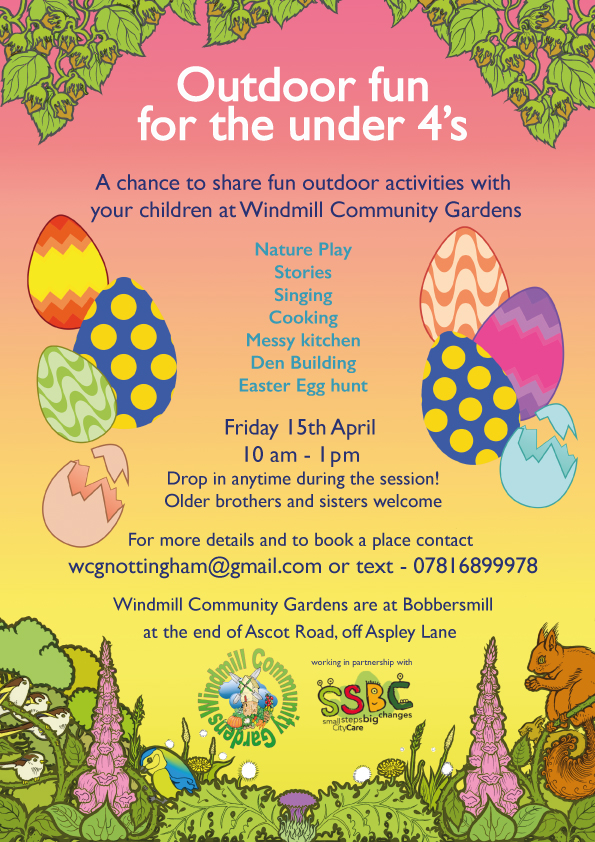 Outdoor fun
for the under 4's
A chance to share fun outdoor activities with
your children at Windmill Community Gardens
Nature Play
Stories
Singing
Cooking
Messy kitchen
Den Building
Easter Egg hunt
Friday 15th April
10 am - 1pm
Drop in anytime during the session!
Older brothers and sisters welcome
For more details and to book a place contact
wcgnottingham@gmail.com or text - 07816899978
Windmill Community Gardens are at Bobbersmill
at the end of Ascot Road, off Aspley Lane
Windmill Community Gardens
working in partnership with
SSBC
smallstepsbigchanges
CityCare